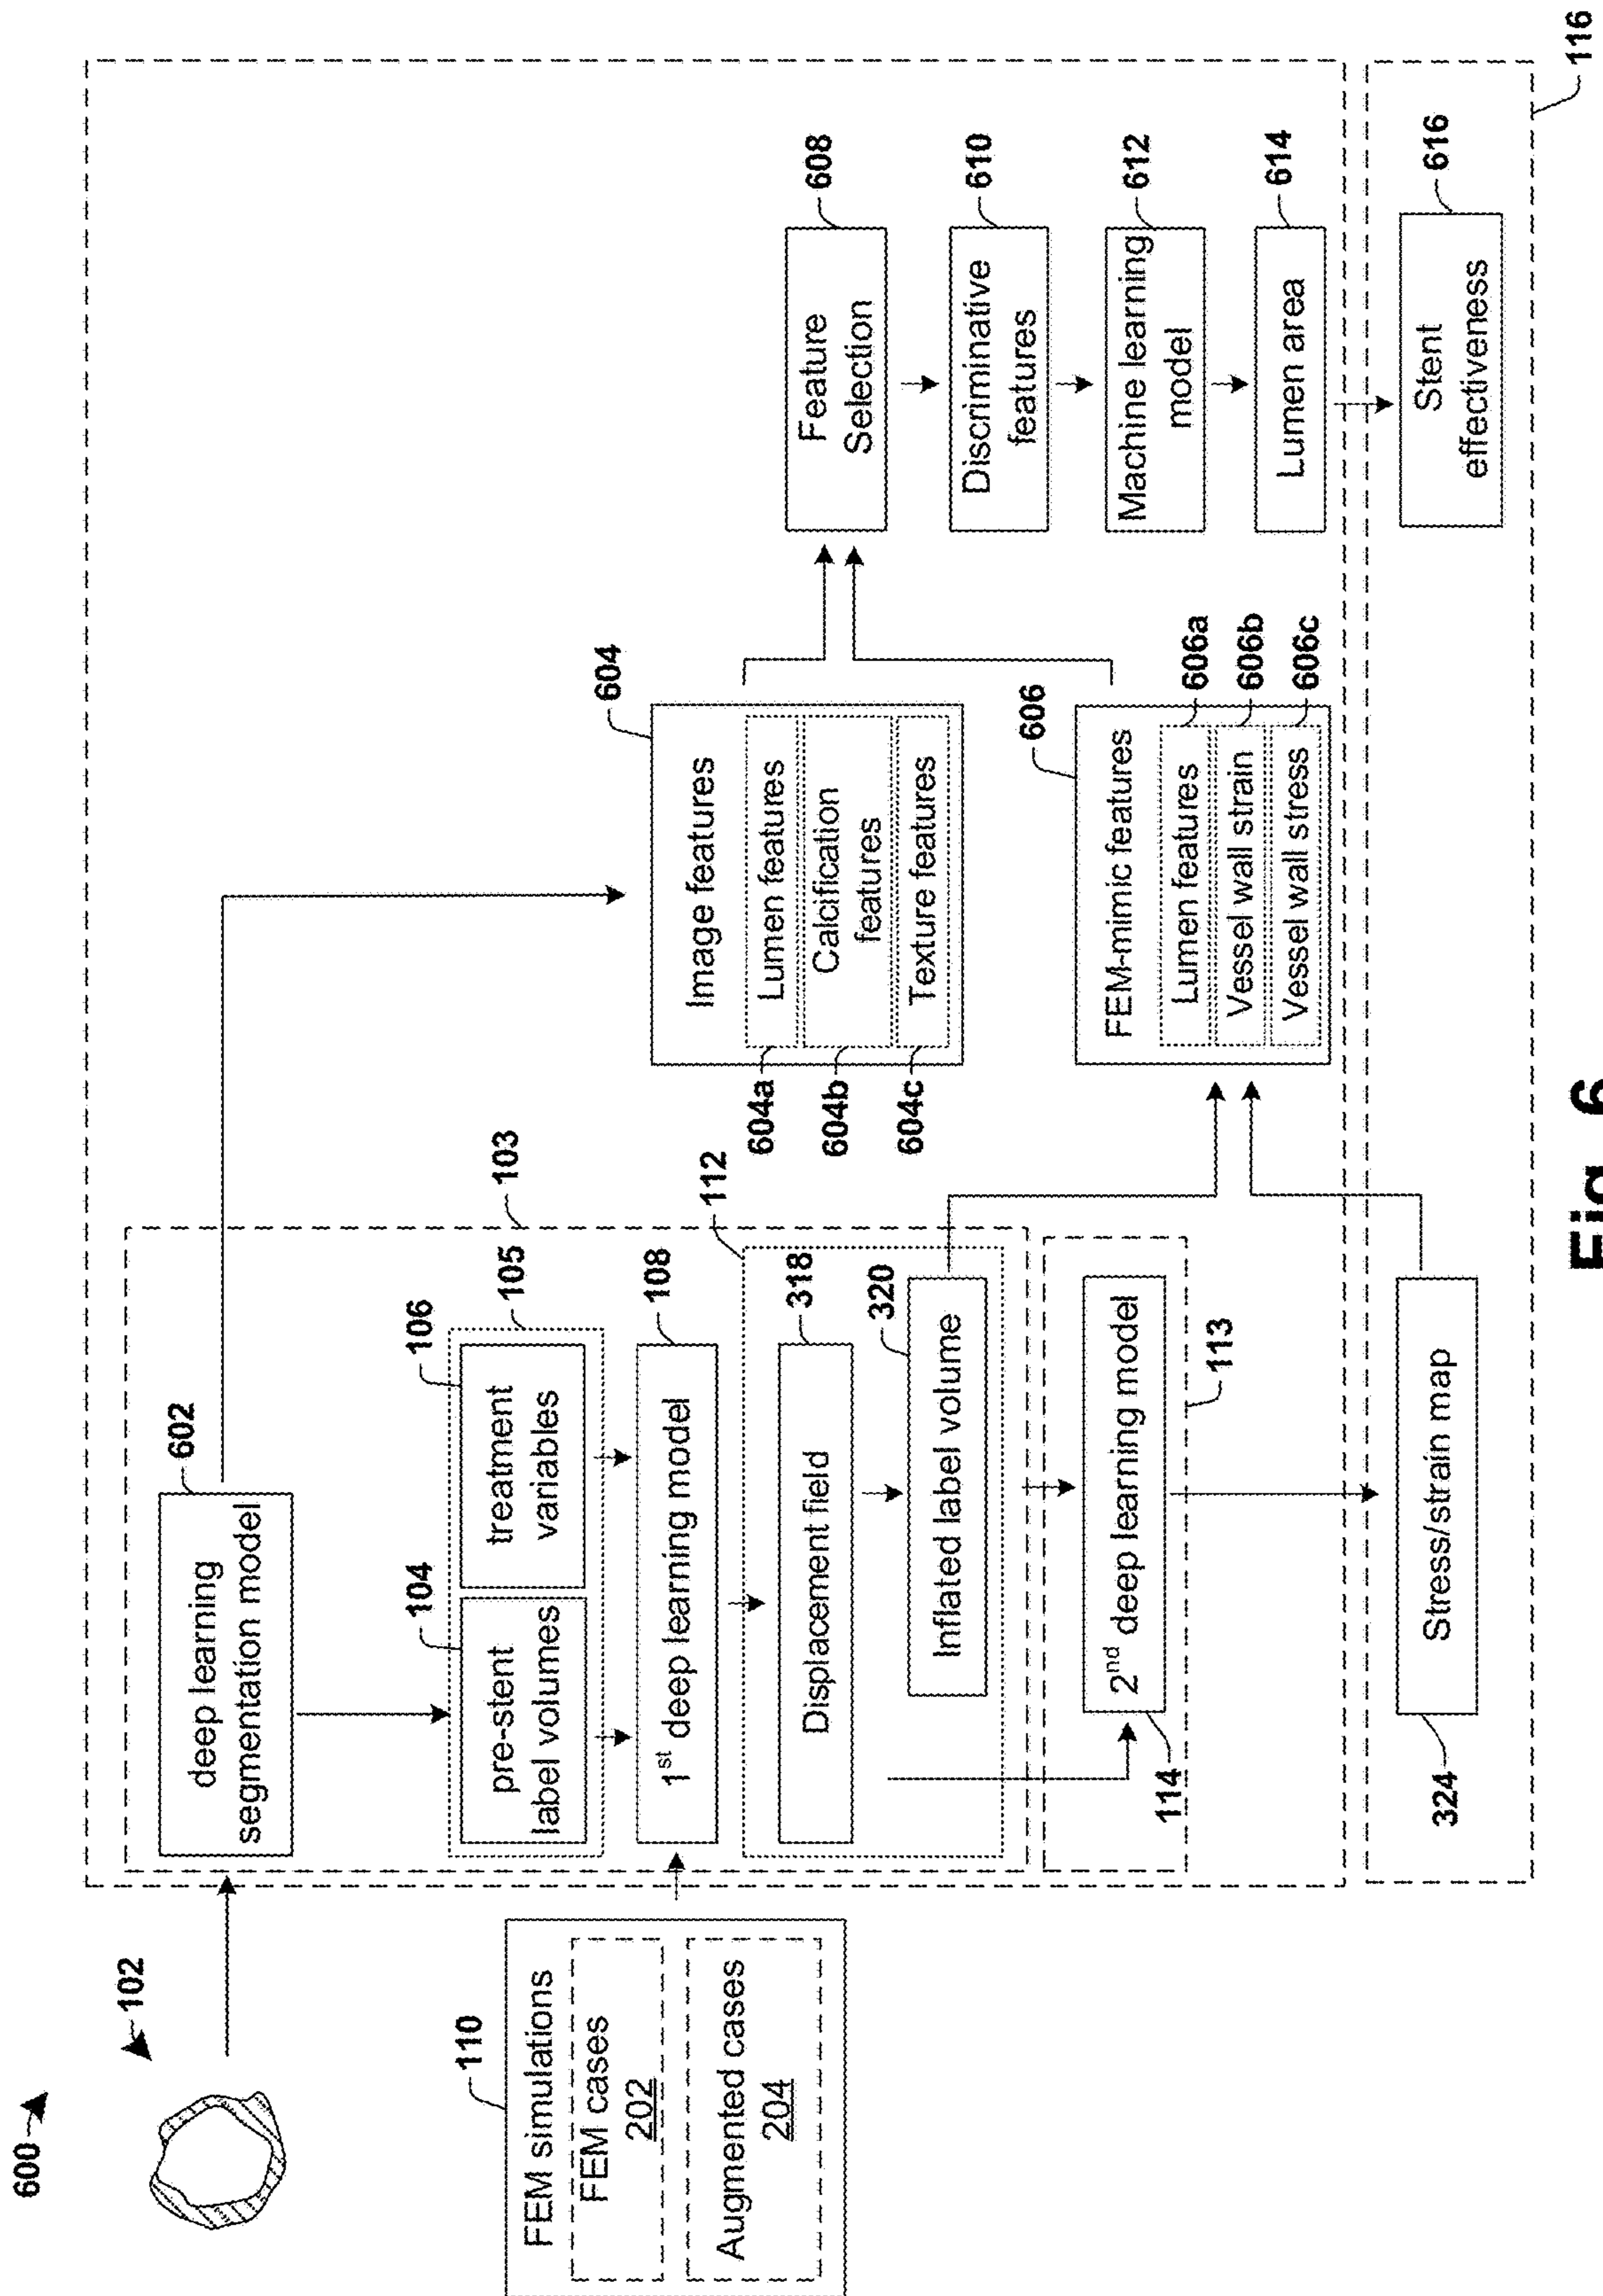 600
102
110
FEM simulations
FEM cases
202
Augmented cases
204
602
deep learning
segmentation model
103
104
106
105
pre-stent
label volumes
treatment
variables
108
1st deep learning model
112
318
Displacement field
320
Inflated label volume
2nd deep learning model
114
113
324
Stress/strain map
604
Image features
Lumen features
Calcification
features
Texture features
604a
604b
604c
606
FEM-mimic features
Lumen features
Vessel wall strain
Vessel wall stress
606a
606b
606c
608
Feature
Selection
610
Discriminative
features
612
Machine learning
model
614
Lumen area
616
Stent
effectiveness
116
Fig. 6